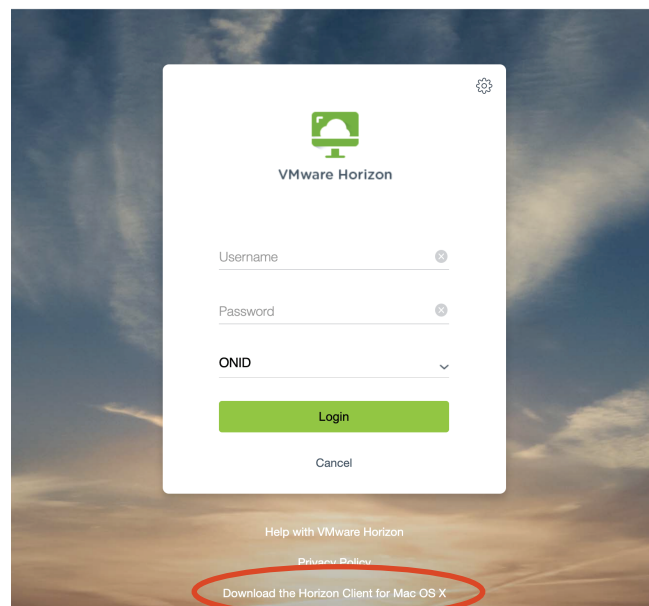 VMware Horizon
Username
Password
ONID
Login
Cancel
Help with VMware Horizon
Privacy Policy
Download the Horizon Client for Mac OS X